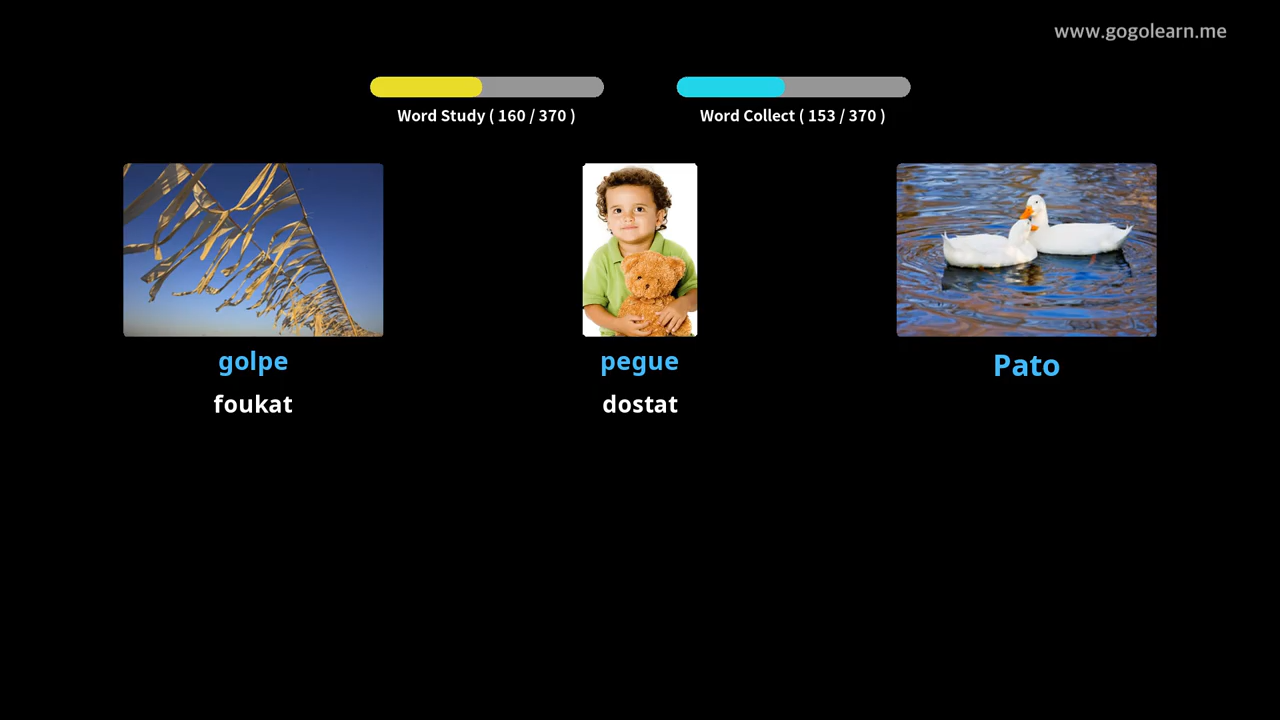 www.gogolearn.me
Word Study ( 160 / 370 )
Word Collect ( 153 / 370 )
golpe
foukat
pegue
dostat
Pato